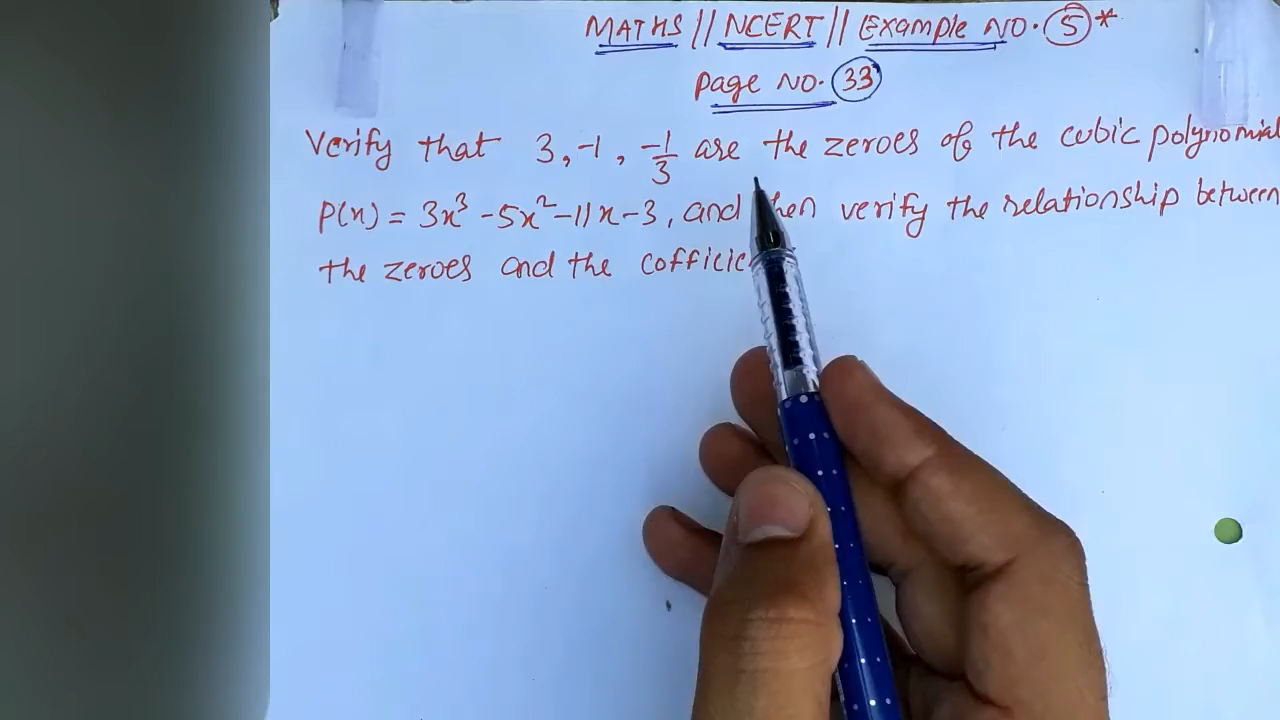 MATHS // NCERT // Example NO. 5 *
Page NO. 33
Verify that 3, -1, -1/3 are the zeroes of the cubic polynomial
P(x) = 3x³ - 5x² - 11x - 3, and then verify the relationship between
the zeroes and the